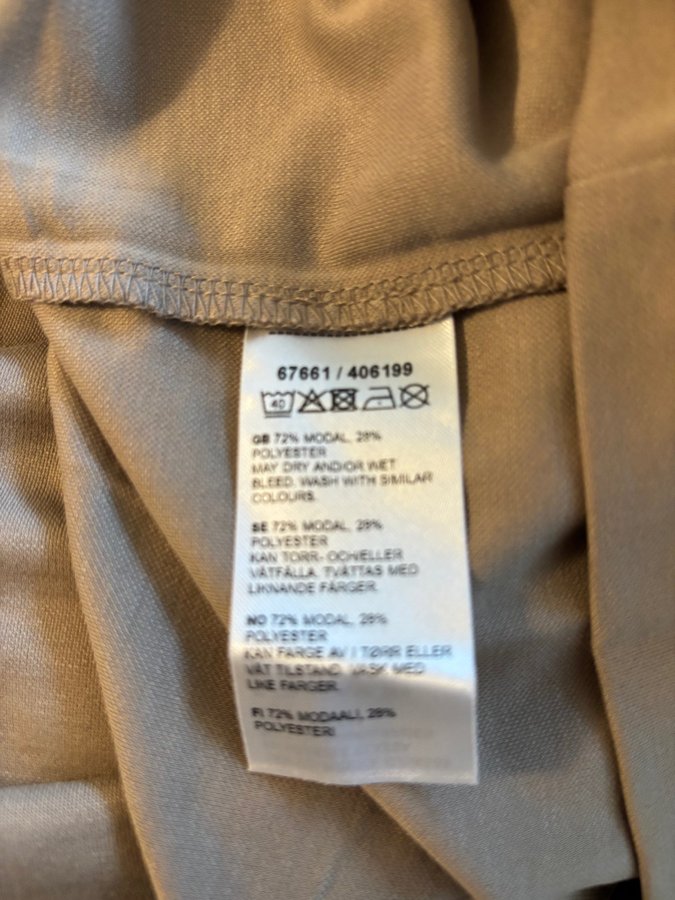 67661 / 406199
40
GB 72% MODAL, 28%
POLYESTER
MAY DRY AND/OR WET
BLEED. WASH WITH SIMILAR
COLOURS.
SE 72% MODAL, 28%
POLYESTER
KAN TORR- OCH/ELLER
VÅTFÄLLA. TVÄTTAS MED
LIKNANDE FÄRGER.
NO 72% MODAL, 28%
POLYESTER
KAN FARGE AV I TØRR ELLER
VÅT TILSTAND. VASK MED
LIKE FARGER.
FI 72% MODAALI, 28%
POLYESTERI